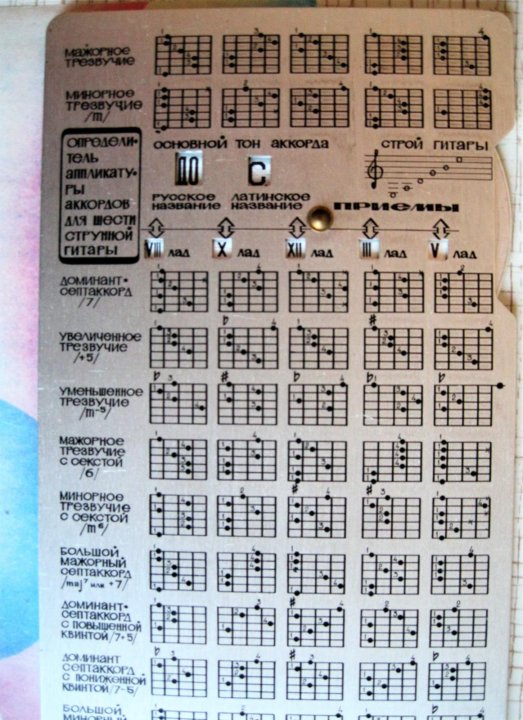 МАЖОРНОЕ
ТРЕЗВУЧИЕ
МИНОРНОЕ
ТРЕЗВУЧИЕ
/m/
ОПРЕДЕЛИ-
ТЕЛЬ
АППЛИКАТУ-
РЫ
АККОРДОВ
ДЛЯ ШЕСТИ
СТРУННОЙ
ГИТАРЫ
ОСНОВНОЙ ТОН АККОРДА
СТРОЙ ГИТАРЫ
ДО
C
РУССКОЕ
НАЗВАНИЕ
ЛАТИНСКОЕ
НАЗВАНИЕ
ПРИЕМЫ
VIII ЛАД
X ЛАД
XII ЛАД
III ЛАД
V ЛАД
ДОМИНАНТ-
СЕПТАККОРД
/7/
УВЕЛИЧЕННОЕ
ТРЕЗВУЧИЕ
/+5/
УМЕНЬШЕННОЕ
ТРЕЗВУЧИЕ
/m-5/
МАЖОРНОЕ
ТРЕЗВУЧИЕ
С СЕКСТОЙ
/6/
МИНОРНОЕ
ТРЕЗВУЧИЕ
С СЕКСТОЙ
/m6/
БОЛЬШОЙ
МАЖОРНЫЙ
СЕПТАККОРД
/maj7 или +7/
ДОМИНАНТ-
СЕПТАККОРД
С ПОВЫШЕННОЙ
КВИНТОЙ /7+5/
ДОМИНАНТ
СЕПТАККОРД
С ПОНИЖЕННОЙ
КВИНТОЙ /7-5/
БОЛЬШОЙ
МИНОРНЫЙ